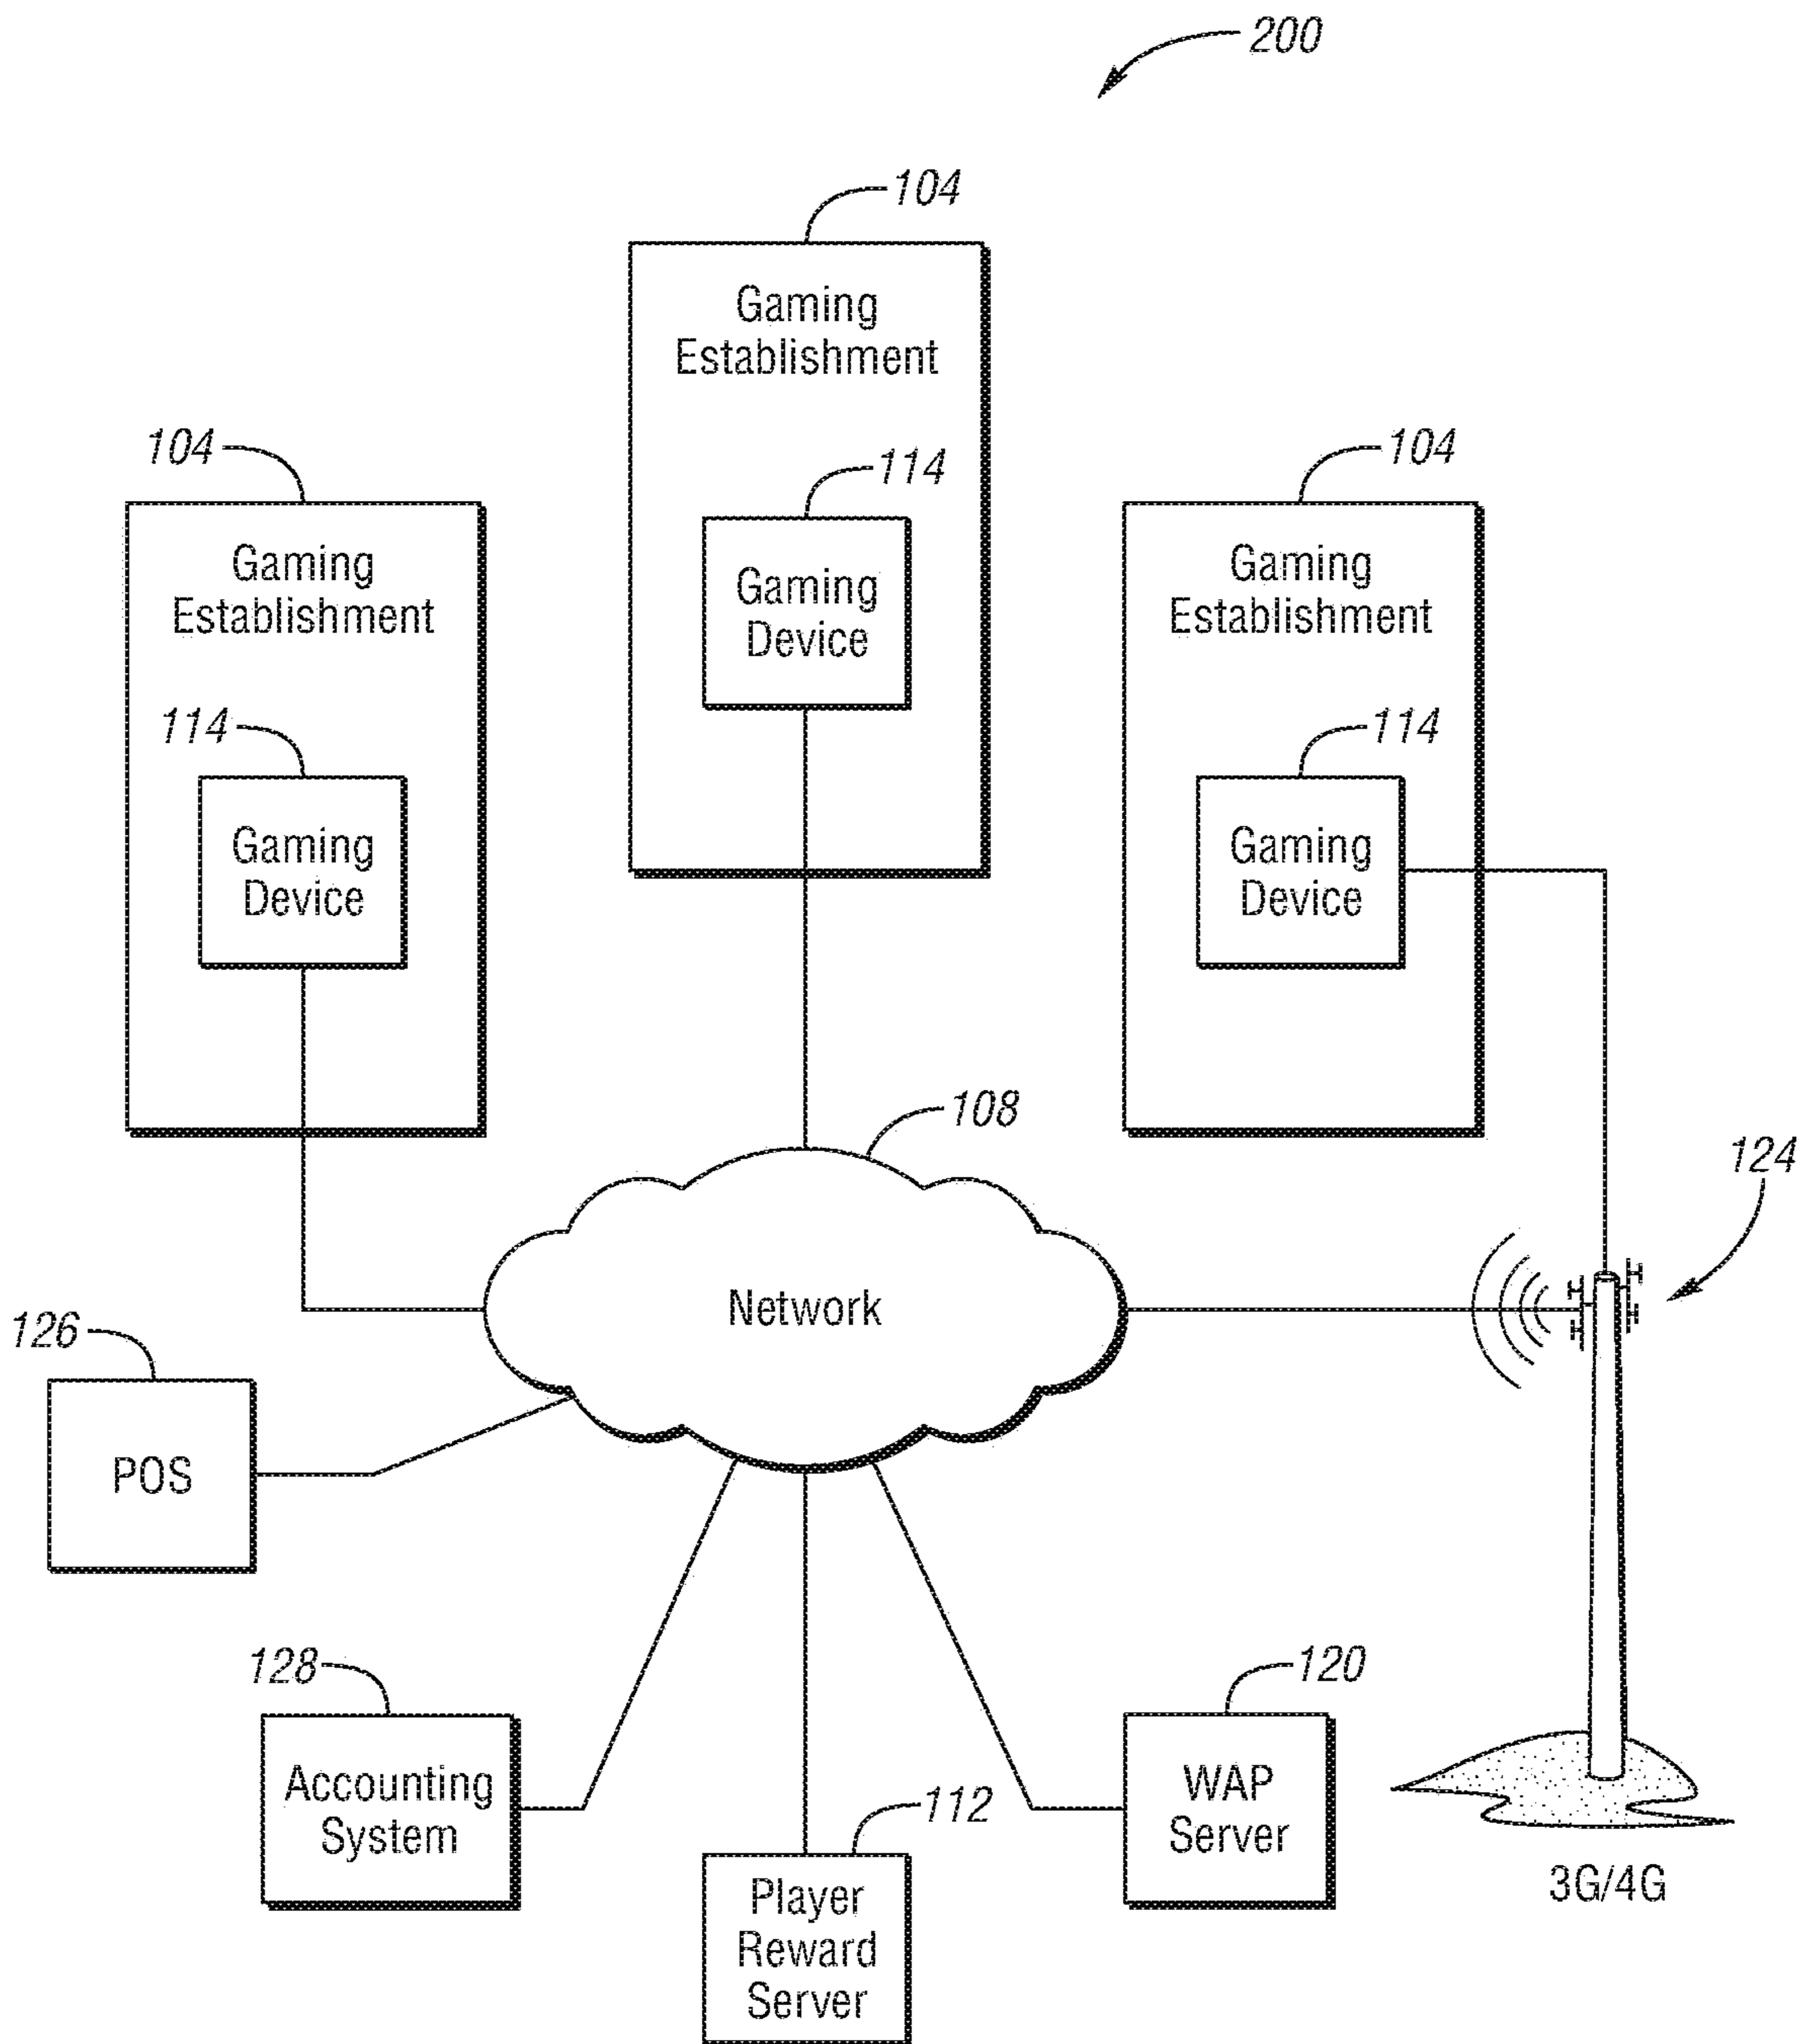 200
104
Gaming
Establishment
114
Gaming
Device
104
Gaming
Establishment
114
Gaming
Device
104
Gaming
Establishment
114
Gaming
Device
108
Network
124
126
POS
128
Accounting
System
112
Player
Reward
Server
120
WAP
Server
3G/4G